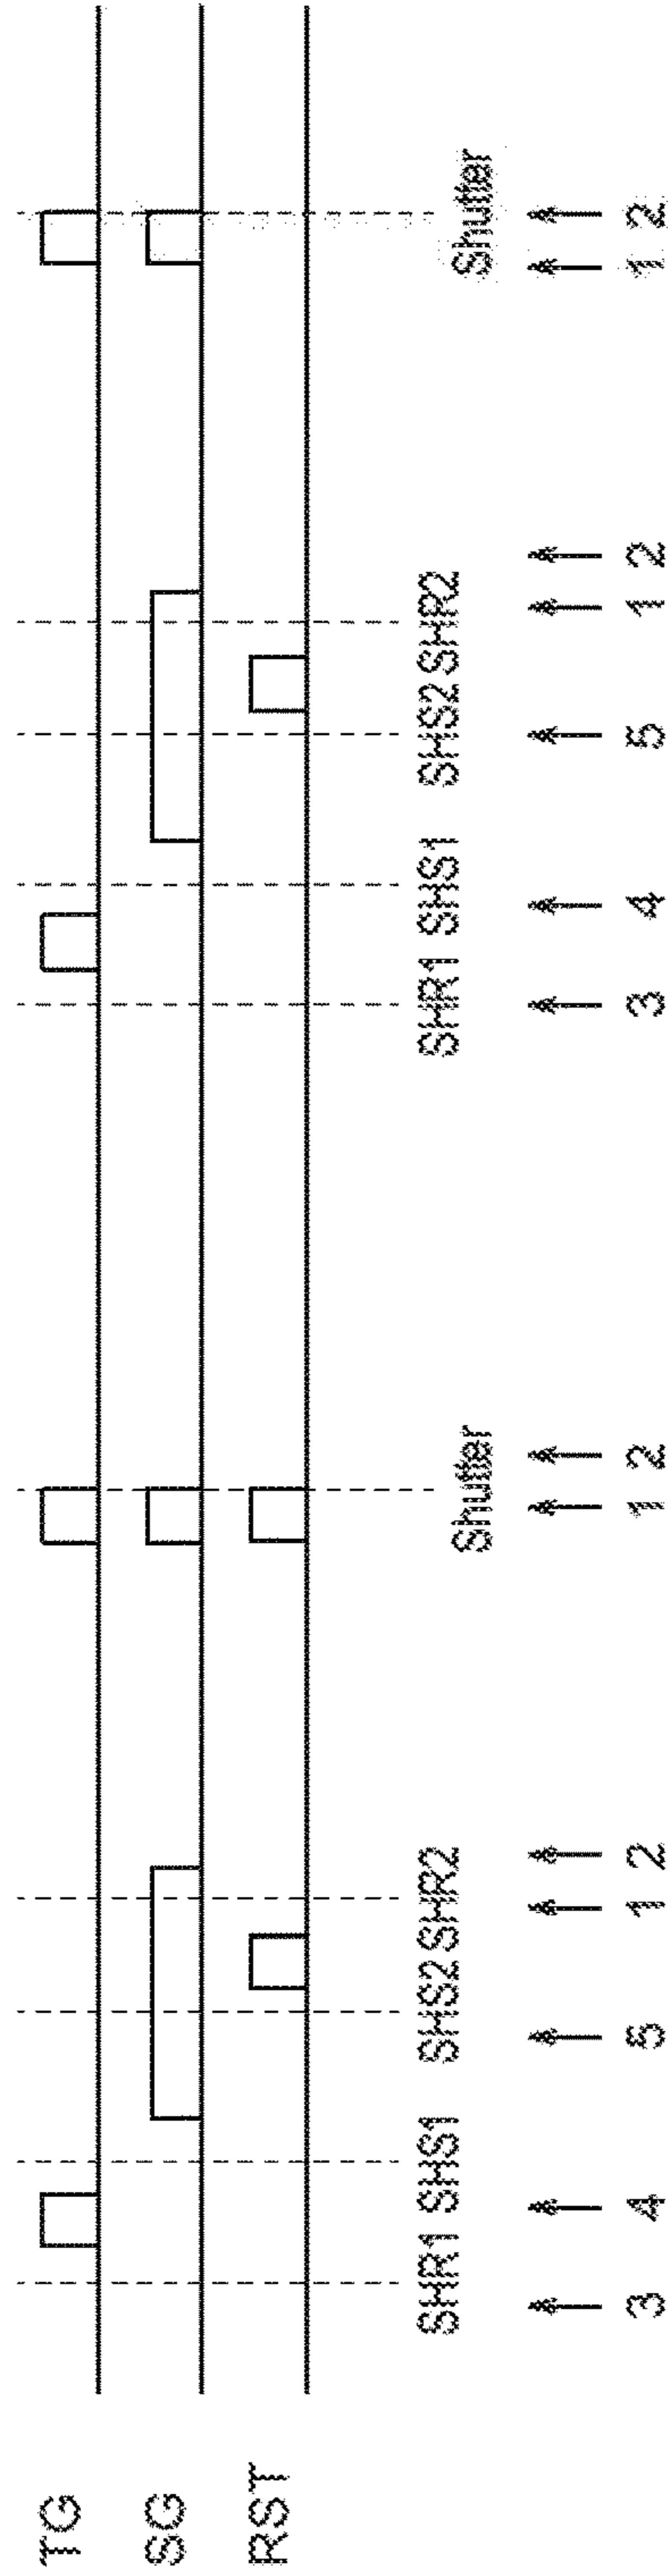 TG
SG
RST
SHR1 SHS1 SHS2 SHR2 Shutter SHR1 SHS1 SHS2 SHR2 Shutter
3 4 5 1 2 1 2 3 4 5 1 2 1 2